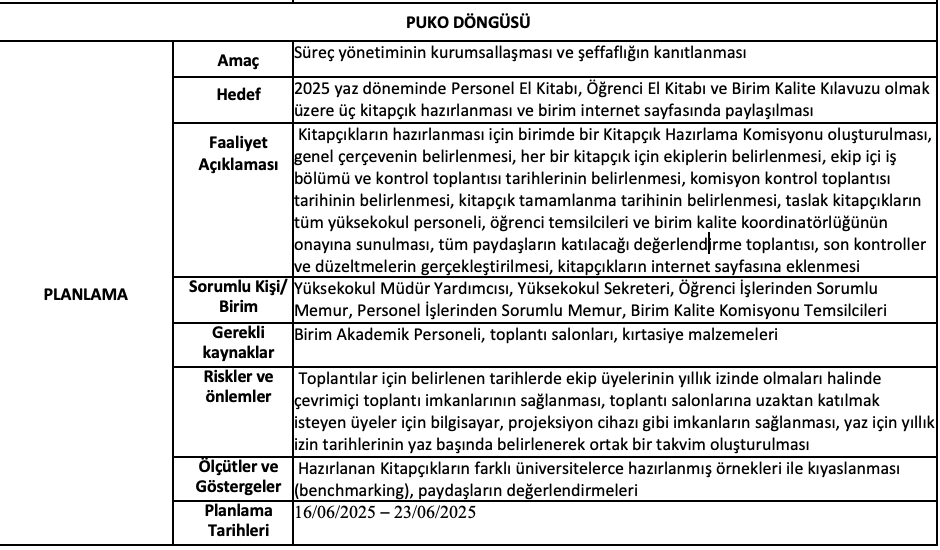 PUKO DÖNGÜSÜ
PLANLAMA
Amaç
Süreç yönetiminin kurumsallaşması ve şeffaflığın kanıtlanması
Hedef
2025 yaz döneminde Personel El Kitabı, Öğrenci El Kitabı ve Birim Kalite Kılavuzu olmak
üzere üç kitapçık hazırlanması ve birim internet sayfasında paylaşılması
Faaliyet
Açıklaması
Kitapçıkların hazırlanması için birimde bir Kitapçık Hazırlama Komisyonu oluşturulması,
genel çerçevenin belirlenmesi, her bir kitapçık için ekiplerin belirlenmesi, ekip içi iş
bölümü ve kontrol toplantısı tarihlerinin belirlenmesi, komisyon kontrol toplantısı
tarihinin belirlenmesi, kitapçık tamamlanma tarihinin belirlenmesi, taslak kitapçıkların
tüm yüksekokul personeli, öğrenci temsilcileri ve birim kalite koordinatörlüğünün
onayına sunulması, tüm paydaşların katılacağı değerlendirme toplantısı, son kontroller
ve düzeltmelerin gerçekleştirilmesi, kitapçıkların internet sayfasına eklenmesi
Sorumlu Kişi/
Birim
Yüksekokul Müdür Yardımcısı, Yüksekokul Sekreteri, Öğrenci İşlerinden Sorumlu
Memur, Personel İşlerinden Sorumlu Memur, Birim Kalite Komisyonu Temsilcileri
Gerekli
kaynaklar
Birim Akademik Personeli, toplantı salonları, kırtasiye malzemeleri
Riskler ve
önlemler
Toplantılar için belirlenen tarihlerde ekip üyelerinin yıllık izinde olmaları halinde
çevrimiçi toplantı imkanlarının sağlanması, toplantı salonlarına uzaktan katılmak
isteyen üyeler için bilgisayar, projeksiyon cihazı gibi imkanların sağlanması, yaz için yıllık
izin tarihlerinin yaz başında belirlenerek ortak bir takvim oluşturulması
Ölçütler ve
Göstergeler
Hazırlanan Kitapçıkların farklı üniversitelerce hazırlanmış örnekleri ile kıyaslanması
(benchmarking), paydaşların değerlendirmeleri
Planlama
Tarihleri
16/06/2025 – 23/06/2025